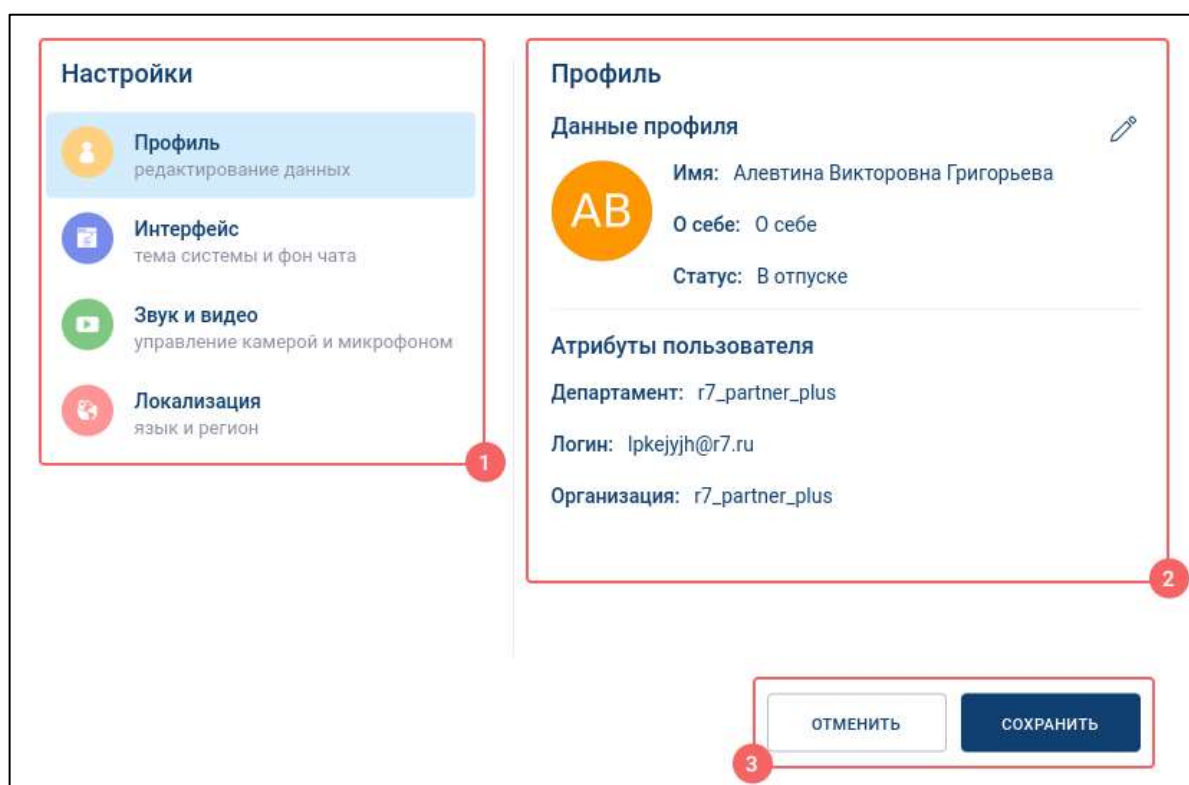 Настройки
Профиль
редактирование данных
Интерфейс
тема системы и фон чата
Звук и видео
управление камерой и микрофоном
Локализация
язык и регион
1
Профиль
Данные профиля
АВ
Имя: Алевтина Викторовна Григорьева
О себе: О себе
Статус: В отпуске
Атрибуты пользователя
Департамент: r7_partner_plus
Логин: lpkejyjh@r7.ru
Организация: r7_partner_plus
2
ОТМЕНИТЬ
СОХРАНИТЬ
3